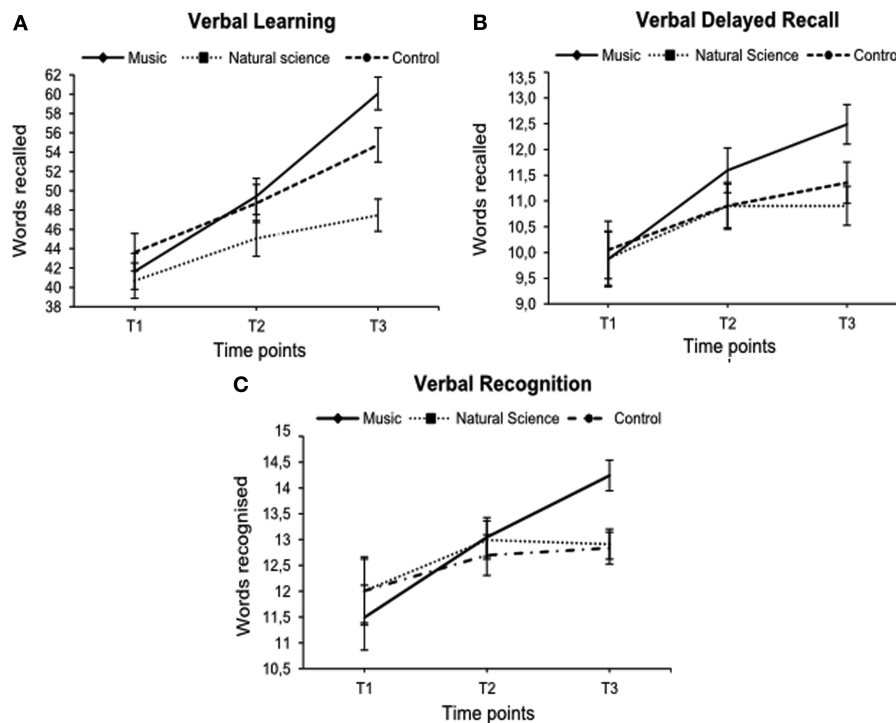 A
Verbal Learning
Music Natural science Control
62
60
58
56
54
52
50
48
46
44
42
40
38
Words recalled
T1 T2 T3
Time points
B
Verbal Delayed Recall
Music Natural Science Control
13,5
13,0
12,5
12,0
11,5
11,0
10,5
10,0
9,5
9,0
Words recalled
T1 T2 T3
Time points
C
Verbal Recognition
Music Natural Science Control
15
14,5
14
13,5
13
12,5
12
11,5
11
10,5
Words recognised
T1 T2 T3
Time points